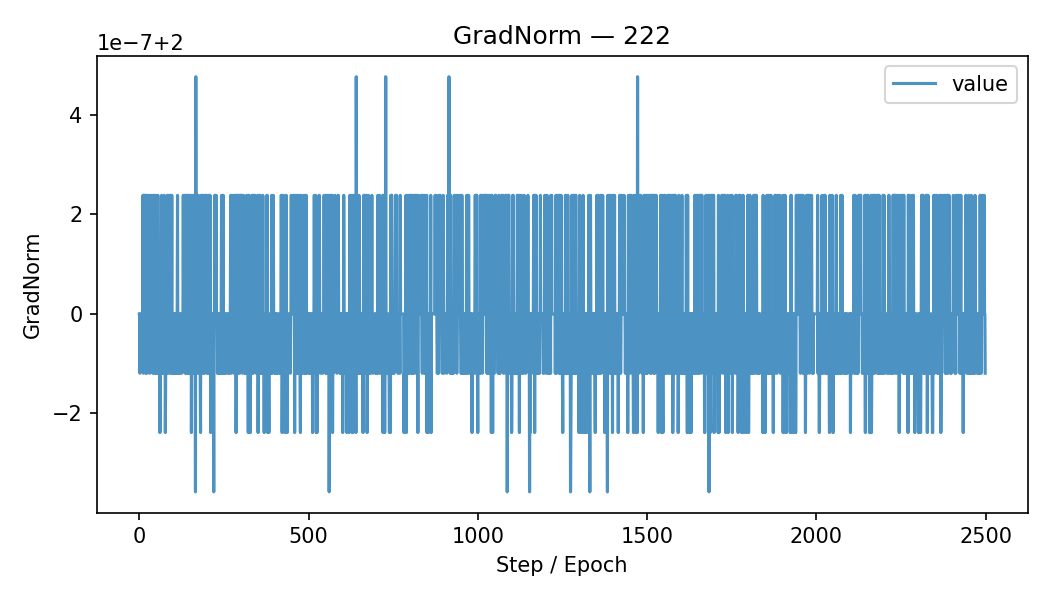 GradNorm — 222
1e−7+2
value
4
2
0
−2
GradNorm
0 500 1000 1500 2000 2500
Step / Epoch